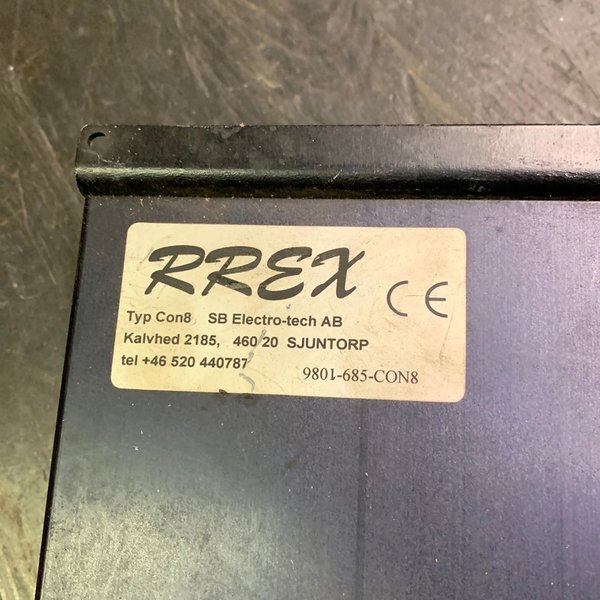 RREX
CE
Typ Con8 SB Electro-tech AB
Kalvhed 2185, 460 20 SJUNTORP
tel +46 520 440787
9801-685-CON8